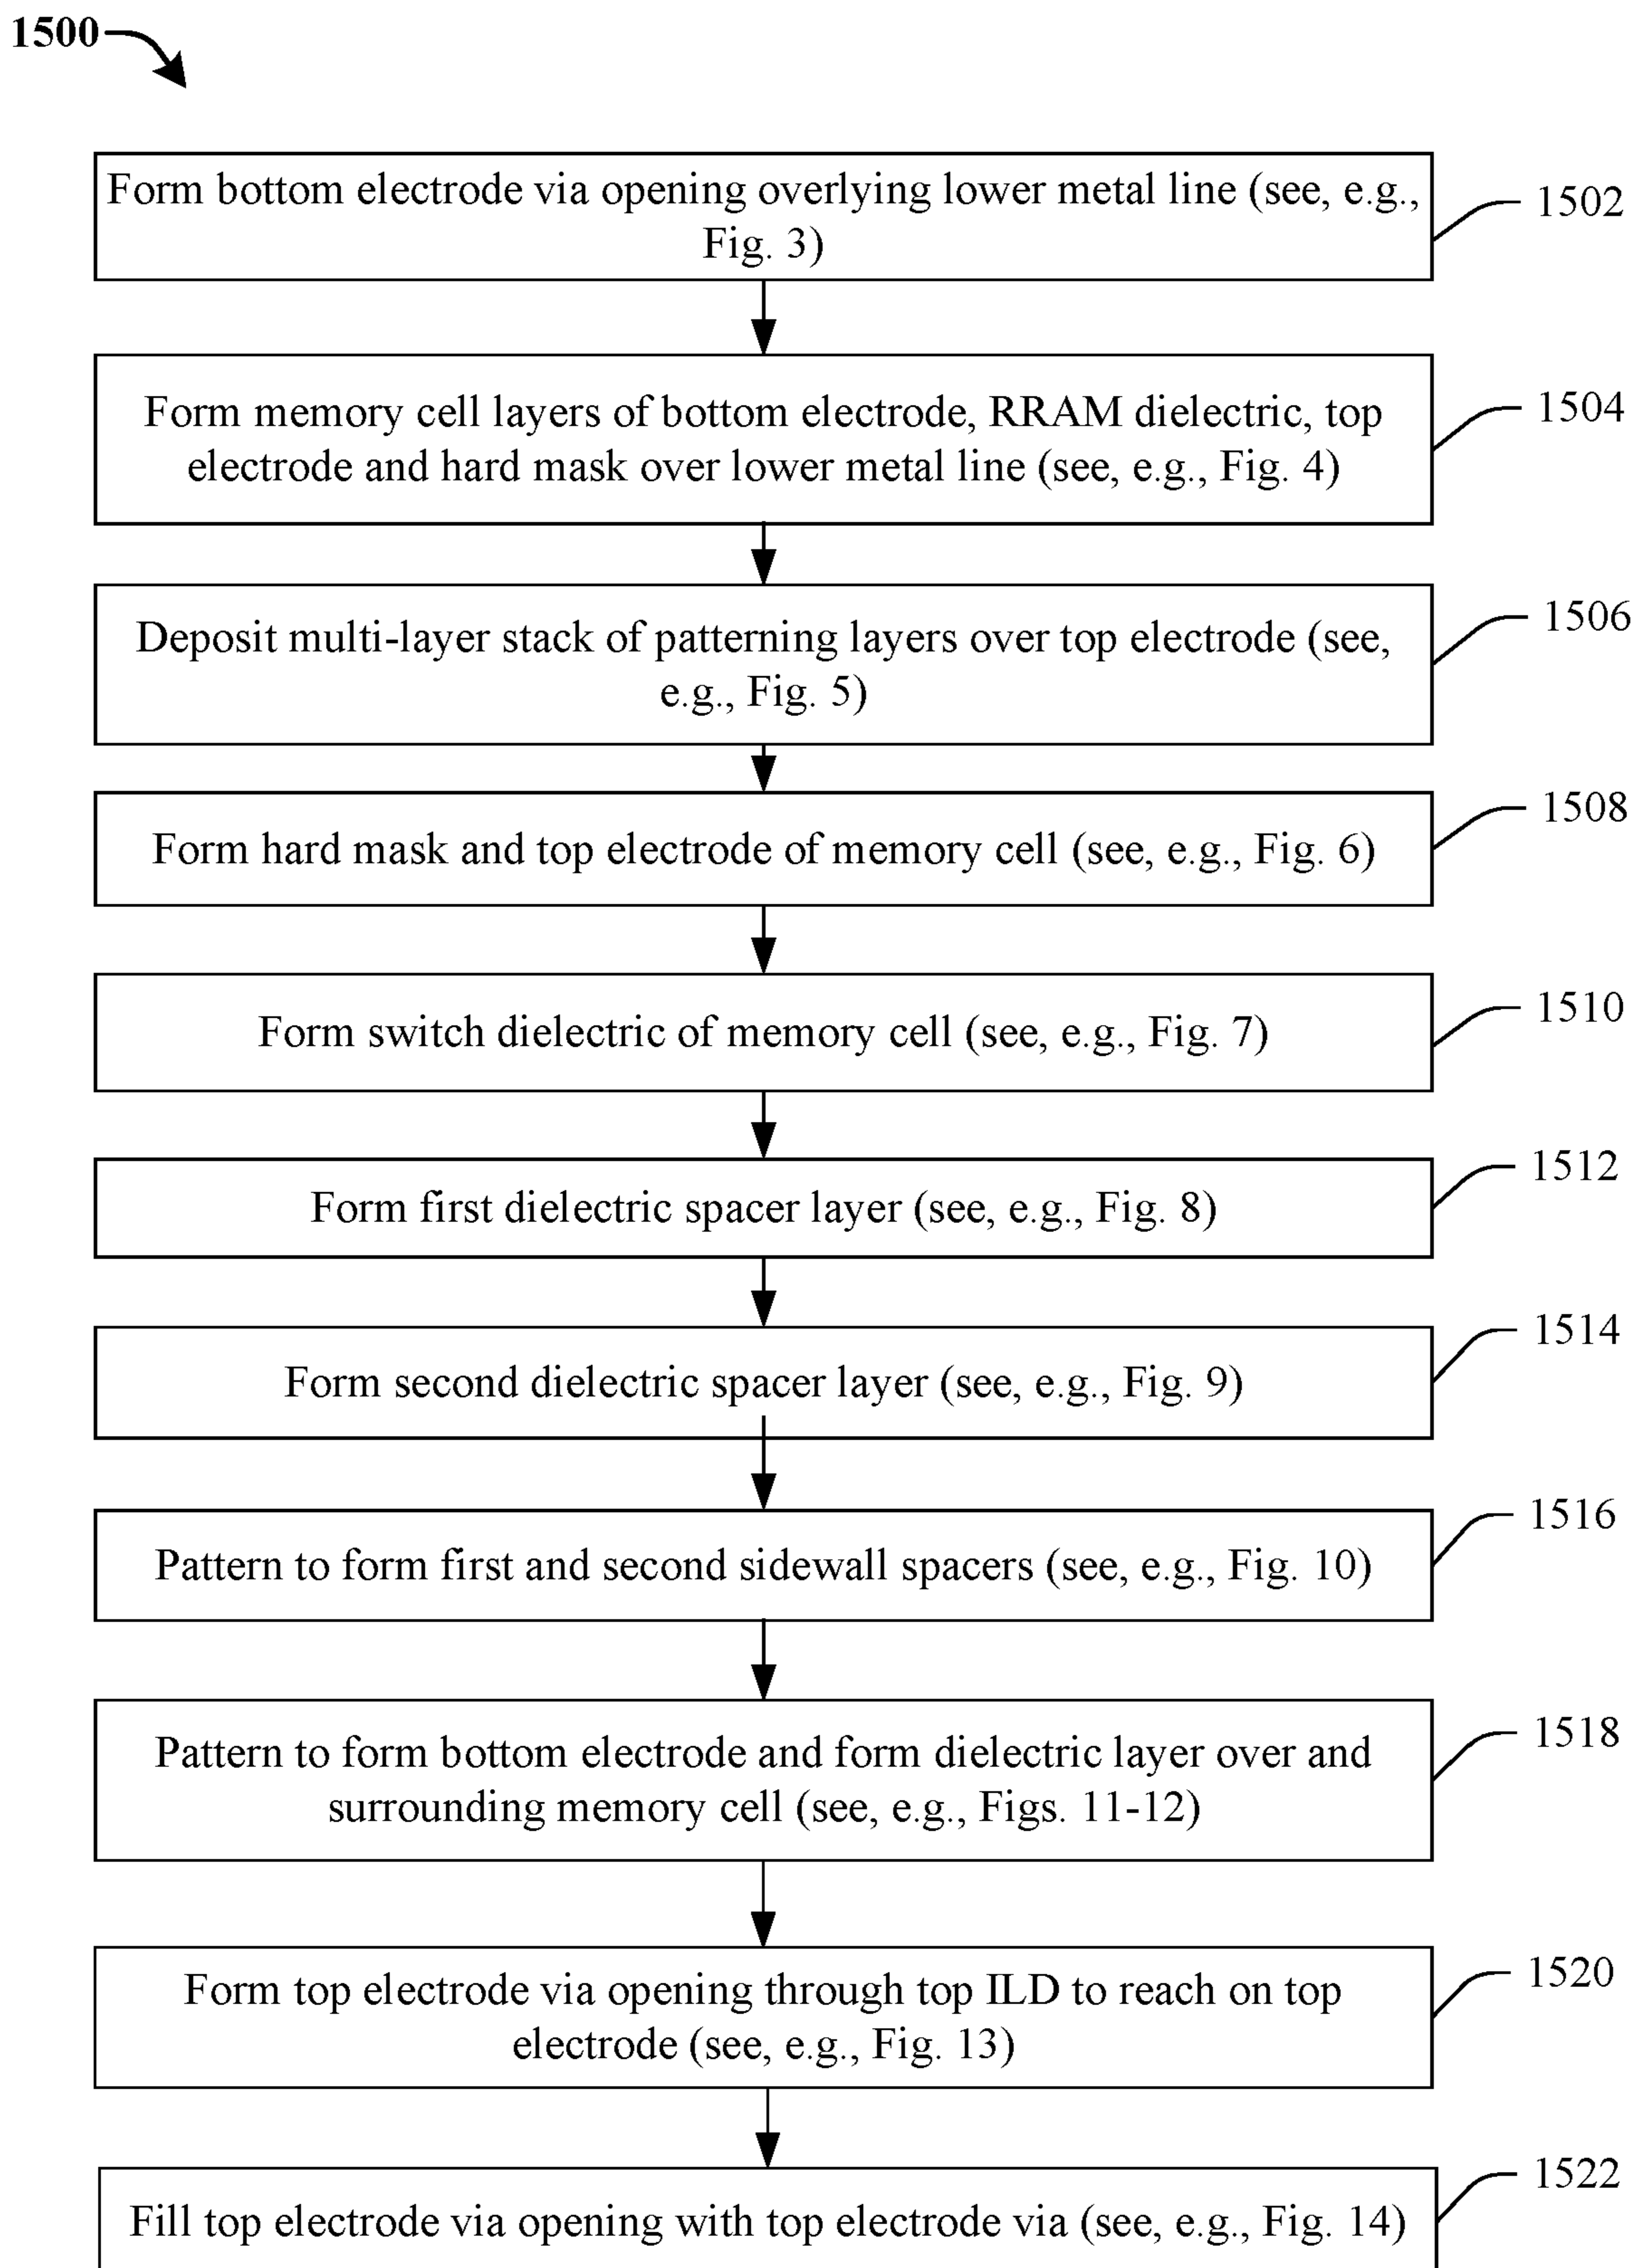 1500
Form bottom electrode via opening overlying lower metal line (see, e.g.,
Fig. 3)
1502
Form memory cell layers of bottom electrode, RRAM dielectric, top
electrode and hard mask over lower metal line (see, e.g., Fig. 4)
1504
Deposit multi-layer stack of patterning layers over top electrode (see,
e.g., Fig. 5)
1506
Form hard mask and top electrode of memory cell (see, e.g., Fig. 6)
1508
Form switch dielectric of memory cell (see, e.g., Fig. 7)
1510
Form first dielectric spacer layer (see, e.g., Fig. 8)
1512
Form second dielectric spacer layer (see, e.g., Fig. 9)
1514
Pattern to form first and second sidewall spacers (see, e.g., Fig. 10)
1516
Pattern to form bottom electrode and form dielectric layer over and
surrounding memory cell (see, e.g., Figs. 11-12)
1518
Form top electrode via opening through top ILD to reach on top
electrode (see, e.g., Fig. 13)
1520
Fill top electrode via opening with top electrode via (see, e.g., Fig. 14)
1522